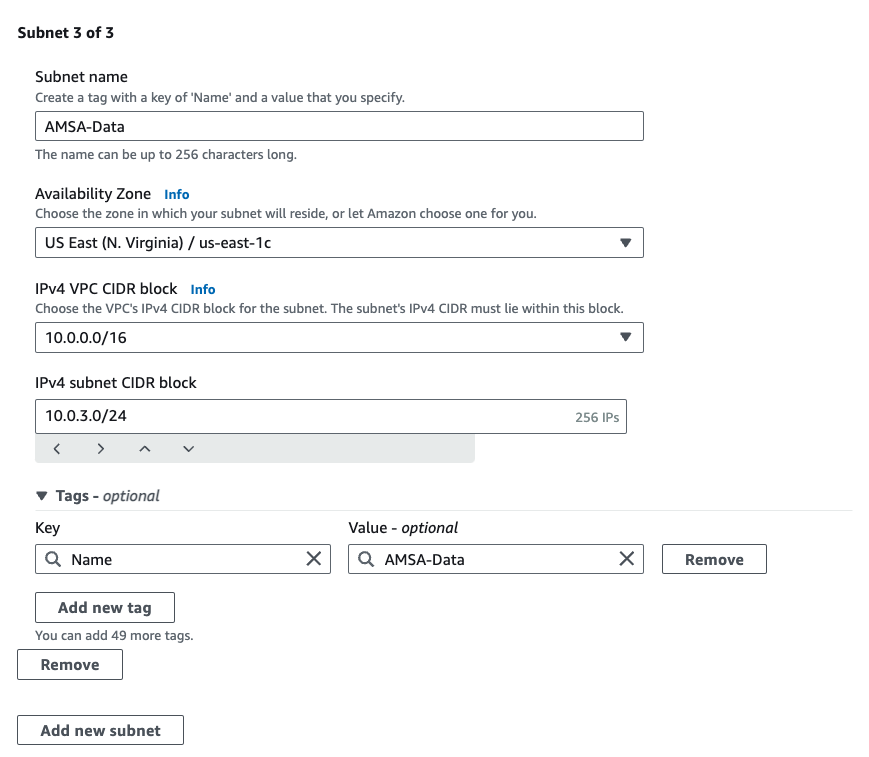 Subnet 3 of 3
Subnet name
Create a tag with a key of 'Name' and a value that you specify.
AMSA-Data
The name can be up to 256 characters long.
Availability Zone Info
Choose the zone in which your subnet will reside, or let Amazon choose one for you.
US East (N. Virginia) / us-east-1c
IPv4 VPC CIDR block Info
Choose the VPC's IPv4 CIDR block for the subnet. The subnet's IPv4 CIDR must lie within this block.
10.0.0.0/16
IPv4 subnet CIDR block
10.0.3.0/24 256 IPs
Tags - optional
Key Value - optional
Name AMSA-Data Remove
Add new tag
You can add 49 more tags.
Remove
Add new subnet